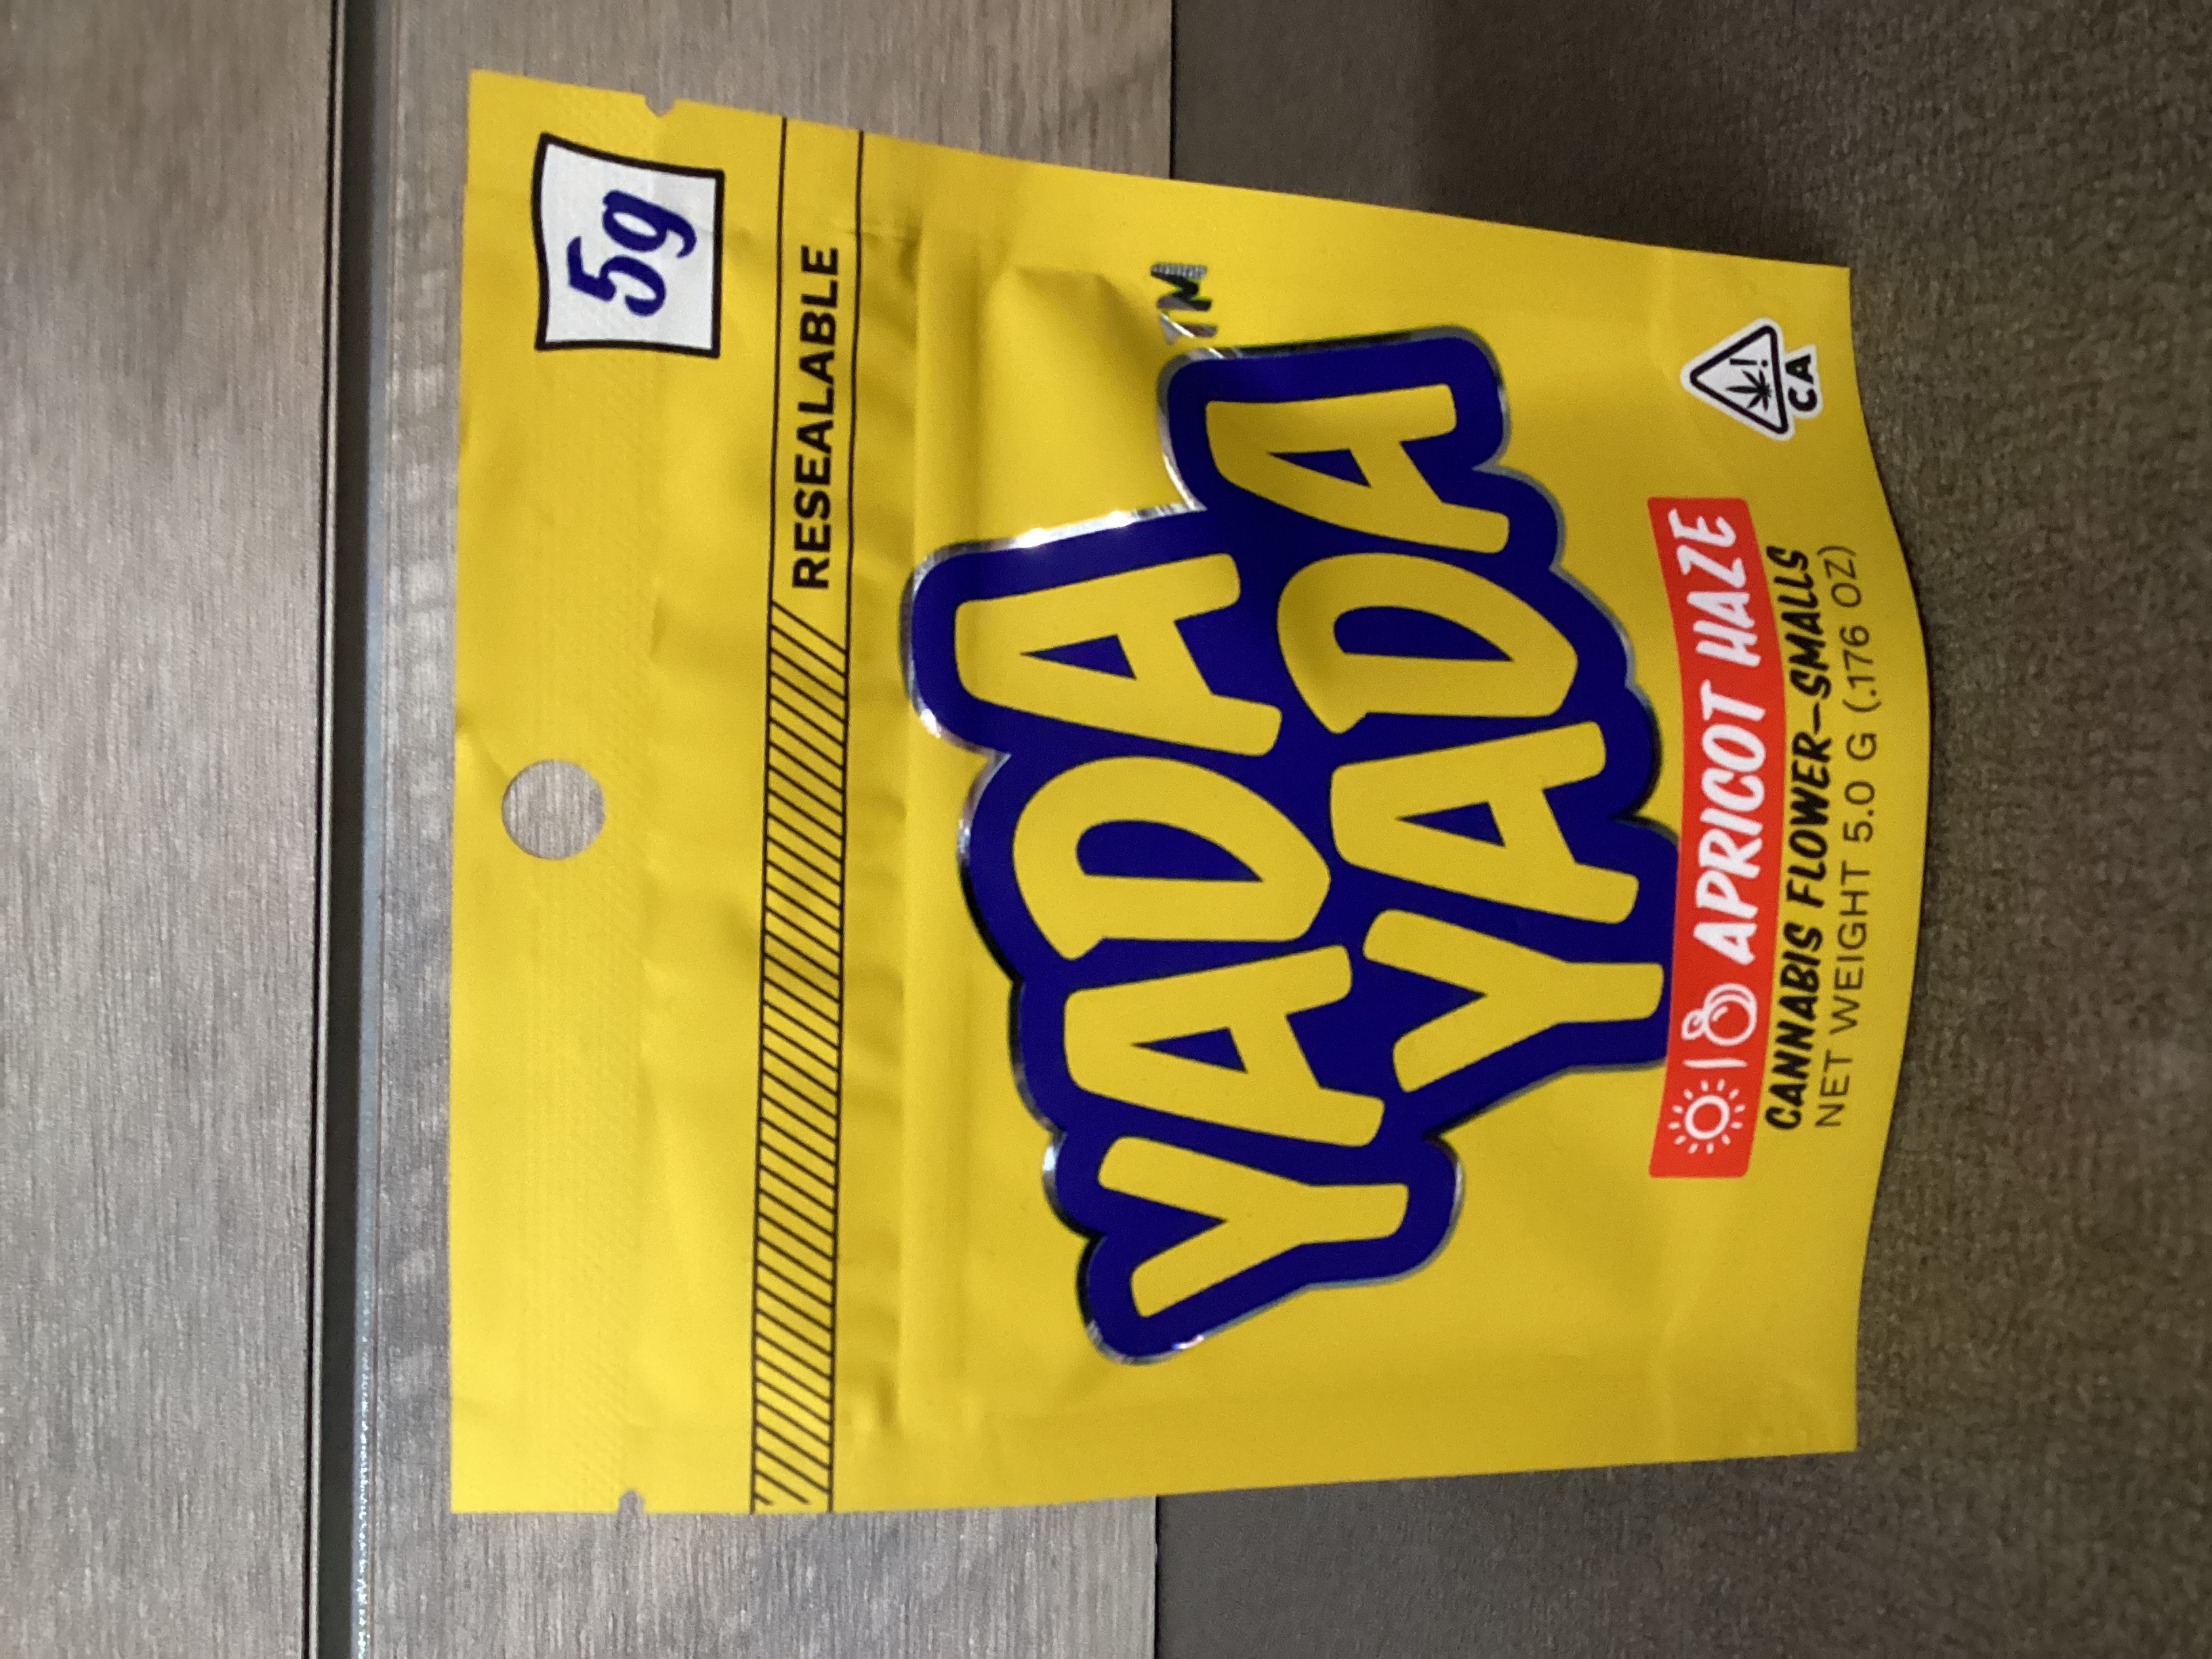 5g
RESEALABLE
YADA
YADA
TM
APRICOT HAZE
CANNABIS FLOWER–SMALLS
NET WEIGHT 5.0 G (.176 OZ)
!
CA